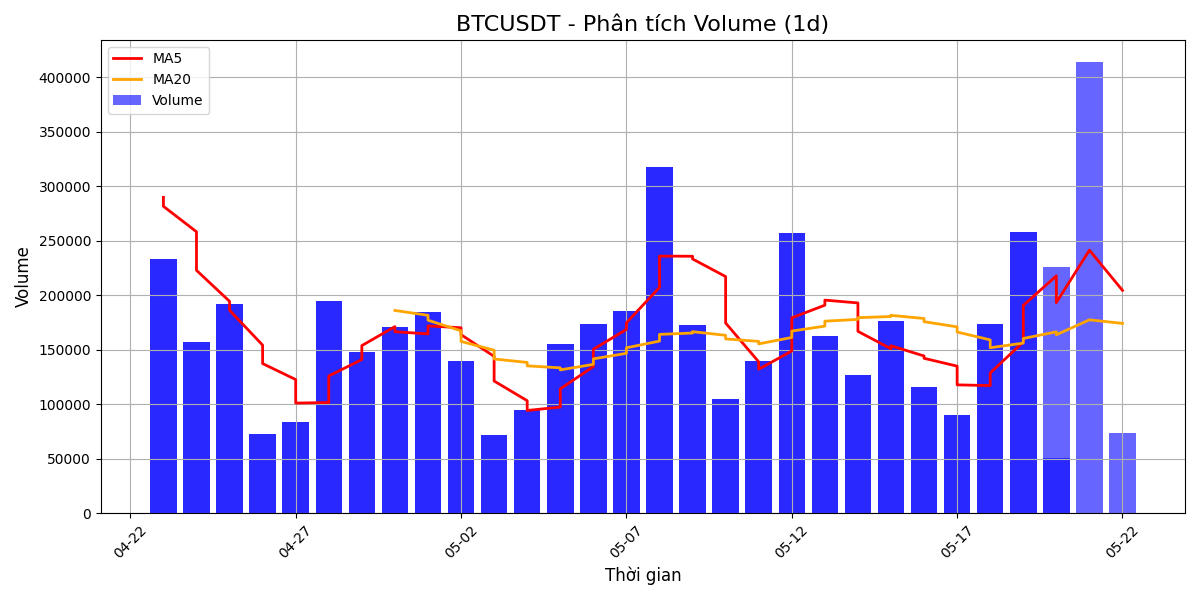 BTCUSDT - Phân tích Volume (1d)
MA5
MA20
Volume
Volume
400000
350000
300000
250000
200000
150000
100000
50000
0
04-22
04-27
05-02
05-07
05-12
05-17
05-22
Thời gian